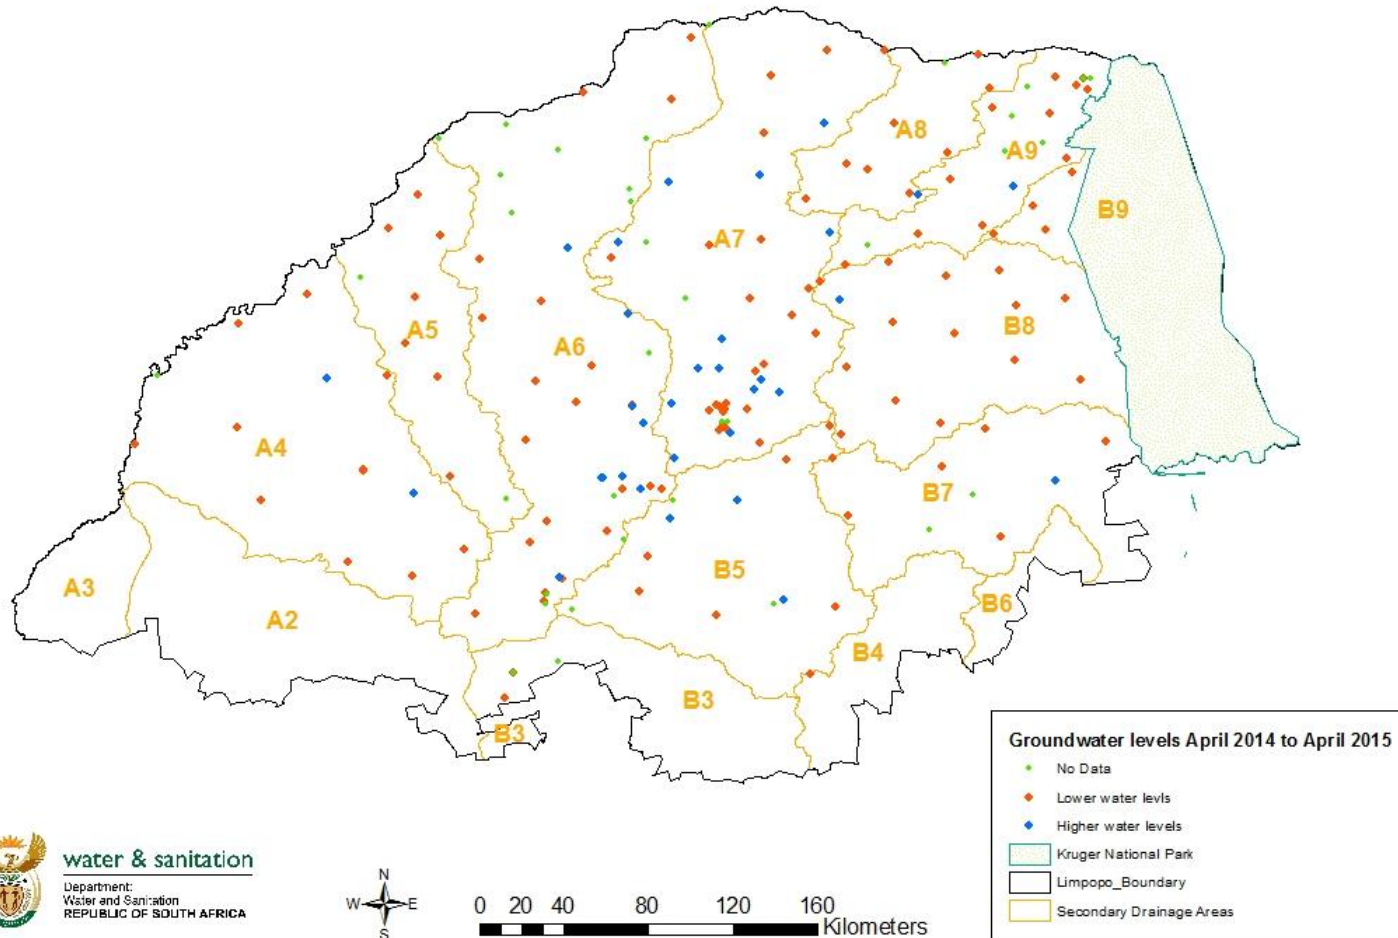 A8
A9
B9
A7
A5
A6
B8
A4
B7
A3
A2
B5
B6
B4
B3
B3
Groundwater levels April 2014 to April 2015
No Data
Lower water levls
Higher water levels
Kruger National Park
Limpopo_Boundary
Secondary Drainage Areas
water & sanitation
Department:
Water and Sanitation
REPUBLIC OF SOUTH AFRICA
N
W E
S
0 20 40 80 120 160
Kilometers